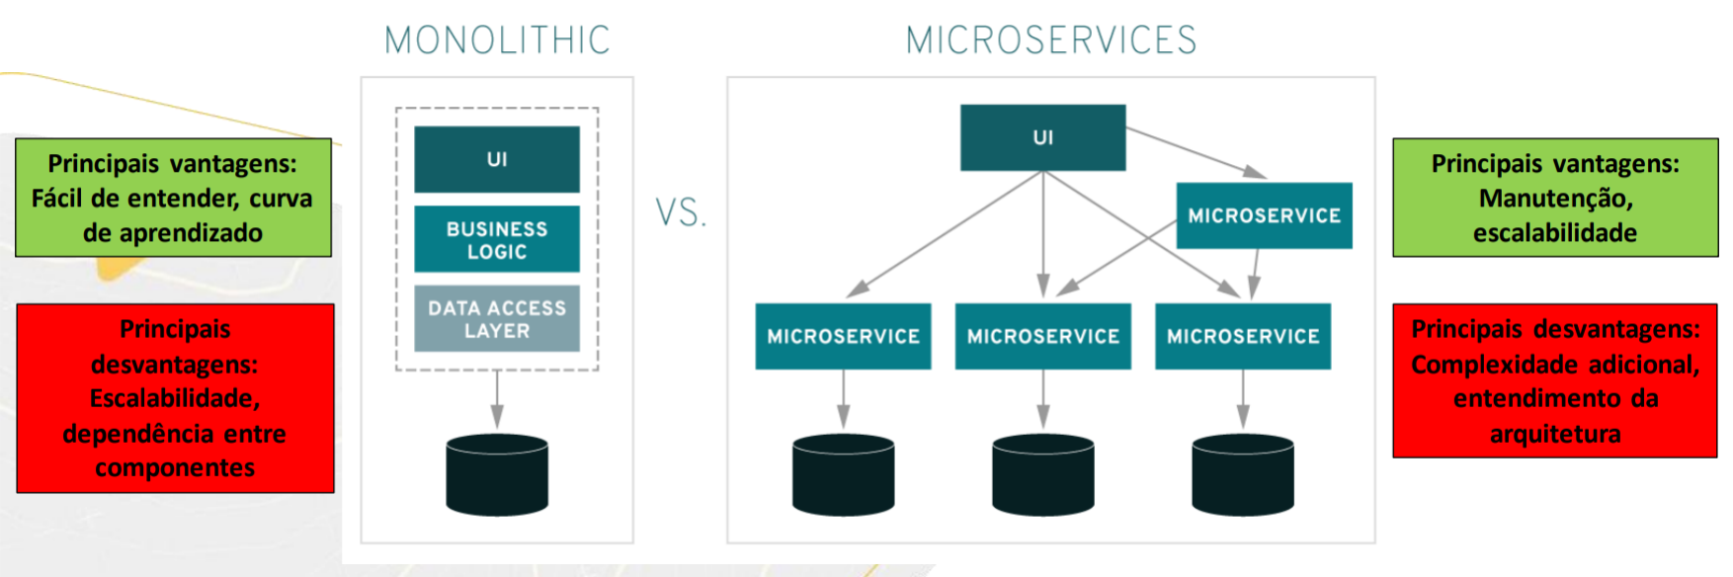 MONOLITHIC
MICROSERVICES
Principais vantagens:
Fácil de entender, curva
de aprendizado
Principais
desvantagens:
Escalabilidade,
dependência entre
componentes
UI
BUSINESS
LOGIC
DATA ACCESS
LAYER
VS.
UI
MICROSERVICE
MICROSERVICE
MICROSERVICE
MICROSERVICE
Principais vantagens:
Manutenção,
escalabilidade
Principais desvantagens:
Complexidade adicional,
entendimento da
arquitetura